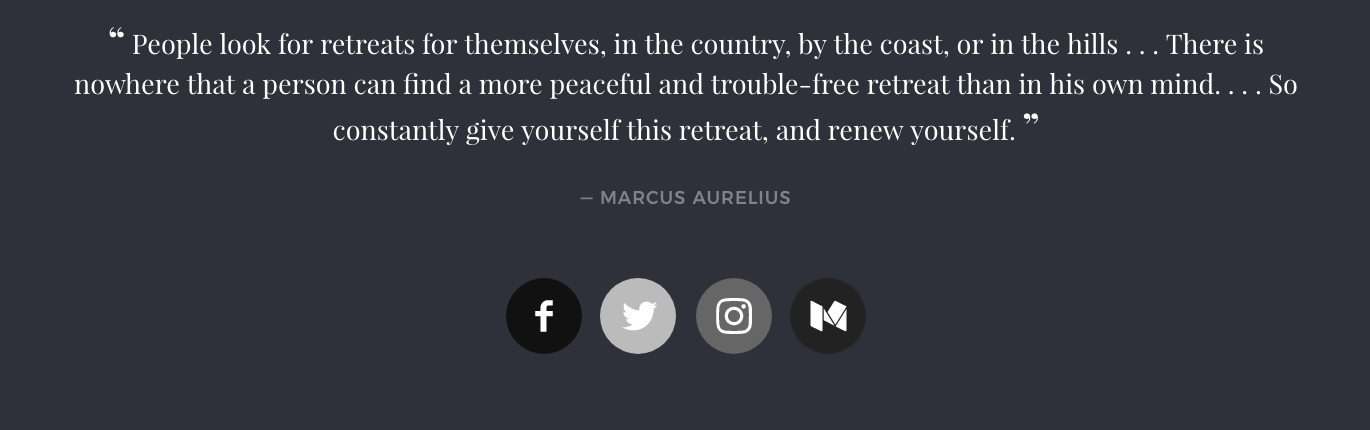 “ People look for retreats for themselves, in the country, by the coast, or in the hills . . . There is
nowhere that a person can find a more peaceful and trouble-free retreat than in his own mind. . . . So
constantly give yourself this retreat, and renew yourself. ”
— MARCUS AURELIUS